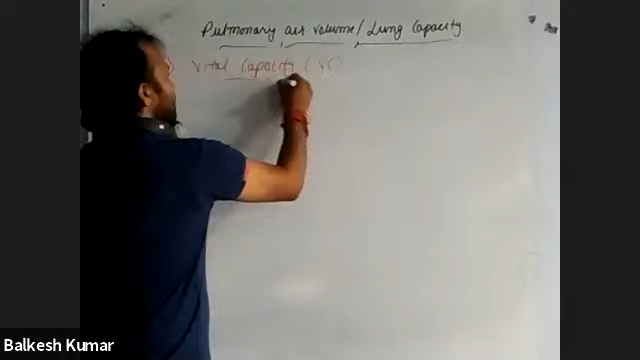 Pulmonary air volume/Lung Capacity
) Vital Capacity (VC)
Balkesh Kumar